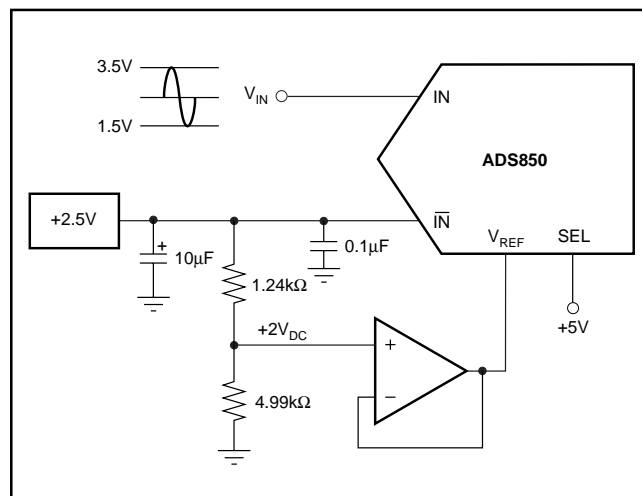 3.5V
1.5V
V_IN
IN
ADS850
+2.5V
I̅N̅
V_REF
SEL
+
10µF
0.1µF
1.24kΩ
+2V_DC
+5V
+
−
4.99kΩ